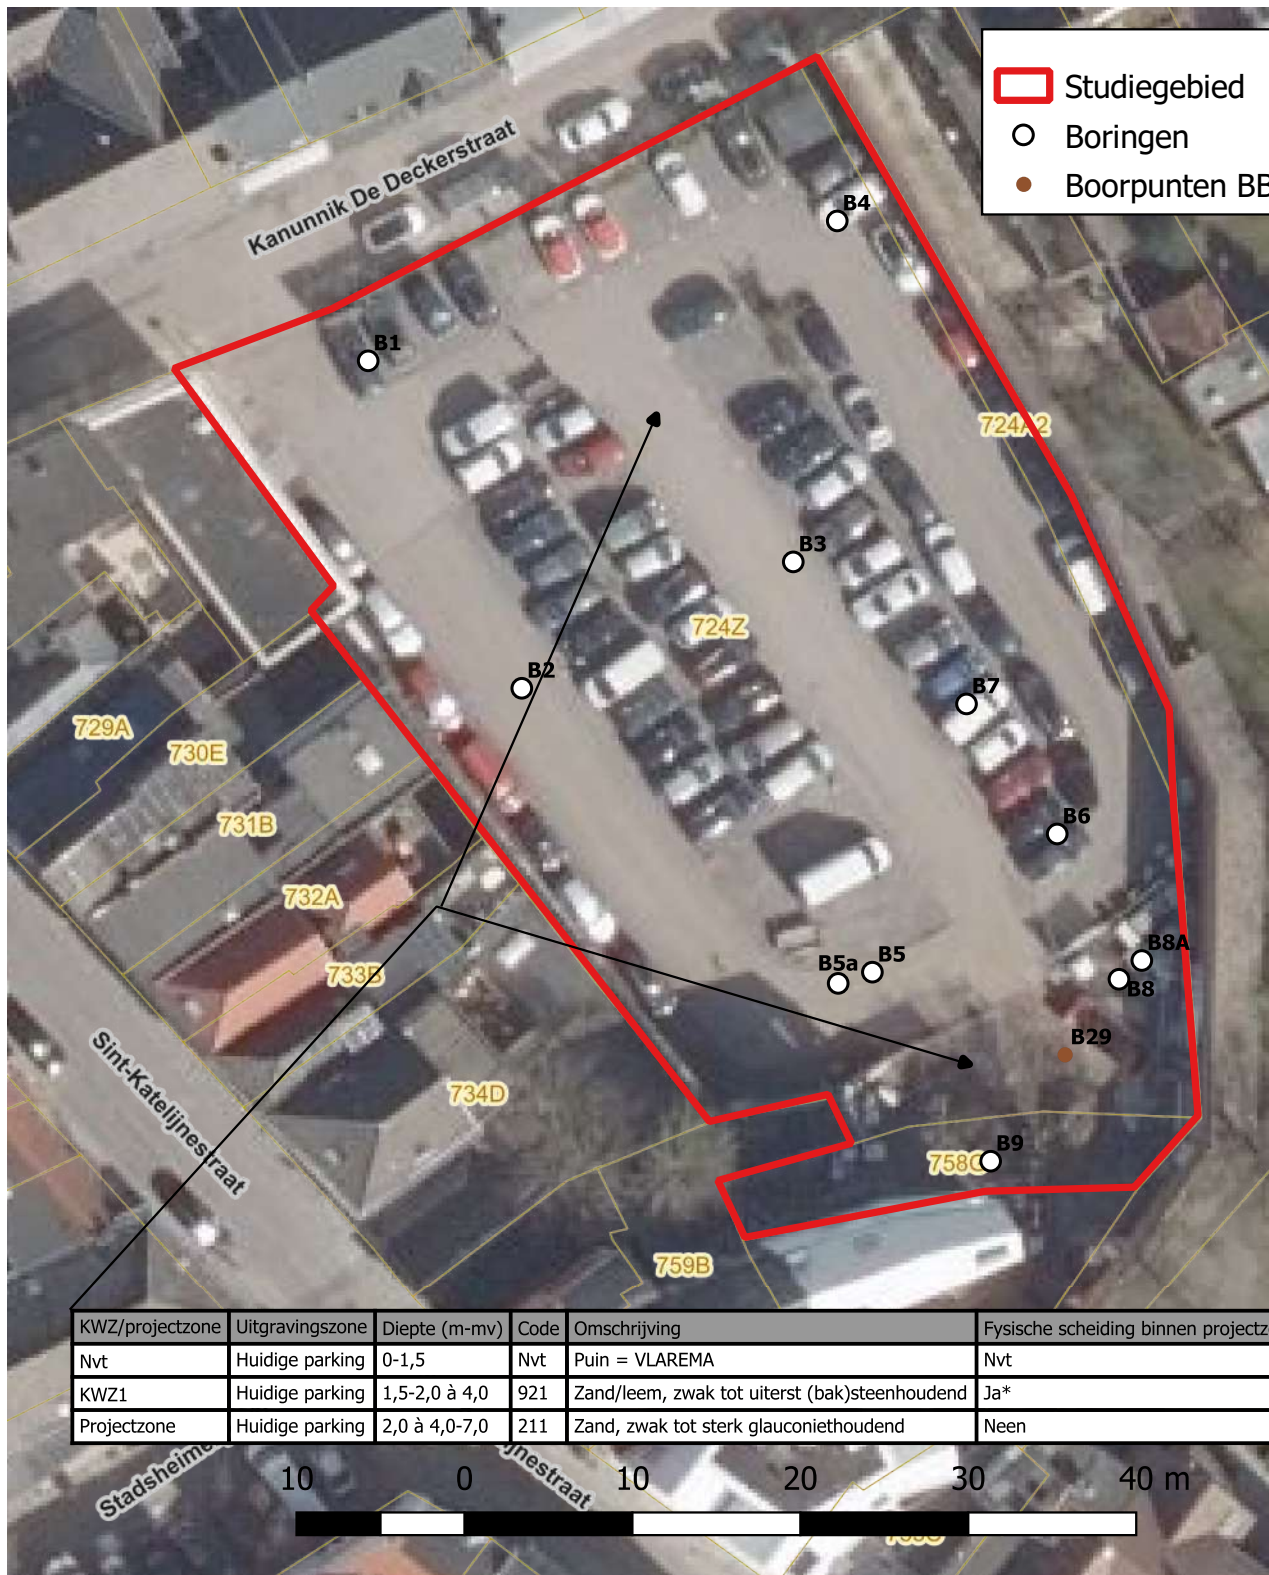 Studiegebied
Boringen
Boorpunten BB
Kanunnik De Deckerstraat
B4
B1
724A2
B3
724Z
B2
B7
729A
730E
731B
B6
732A
B8A
B5
B5a
733B
B8
B29
Sint-Katelijnestraat
734D
B9
759B
KWZ/projectzone Uitgravingszone Diepte (m-mv) Code Omschrijving Fysische scheiding binnen
Nvt Huidige parking 0-1,5 Nvt Puin = VLAREMA Nvt
KWZ1 Huidige parking 1,5-2,0 à 4,0 921 Zand/leem, zwak tot uiterst (bak)steenhoudend Ja*
Projectzone Huidige parking 2,0 à 4,0-7,0 211 Zand, zwak tot sterk glauconiethoudend Neen
10 0 10 20 30 40 m